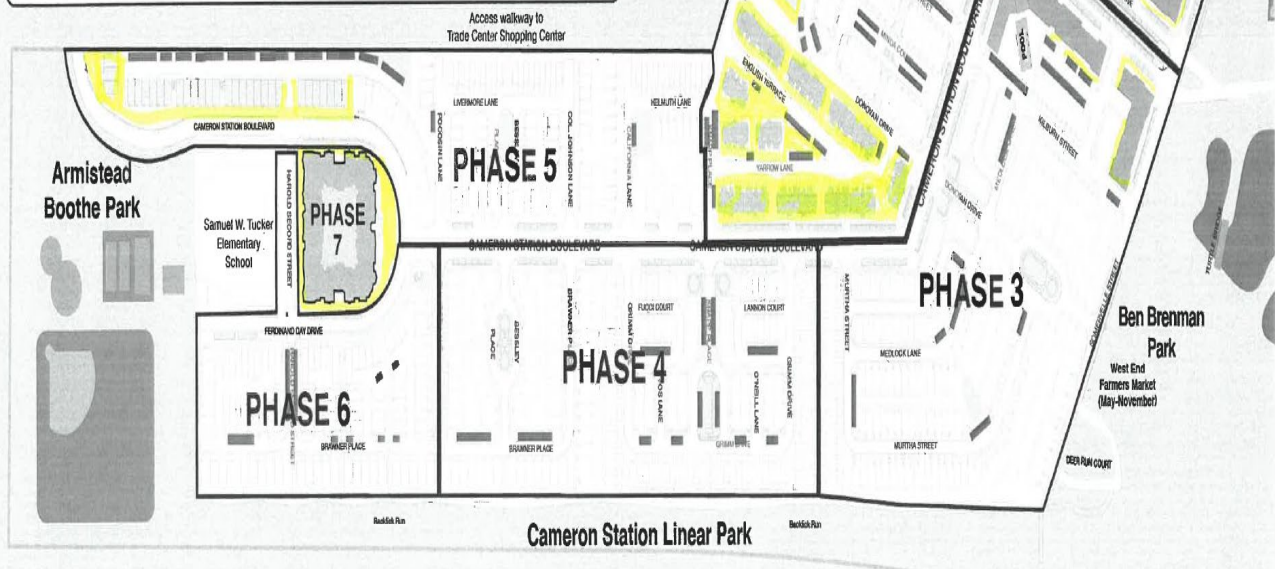 Access walkway to
Trade Center Shopping Center
ENGLISH TERRACE
DONOVAN DRIVE
CAMERON STATION BOULEVARD
KILBURN STREET
LIVERMORE LANE
HELMUTH LANE
CAMERON STATION BOULEVARD
COL. JOHNSON LANE
PHASE 5
YARROW LANE
DONOVAN DRIVE
Armistead
Boothe Park
HAROLD SECORD STREET
PHASE
7
Samuel W. Tucker
Elementary
School
CAMERON STATION BOULEVARD
CAMERON STATION BOULEVARD
PHASE 3
MURTHA STREET
SOMERVILLE STREET
FUCCI COURT
LANNON COURT
Ben Brenman
Park
FERDINAND DAY DRIVE
BESSLEY
PLACE
PHASE 4
MEDLOCK LANE
West End
Farmers Market
(May-November)
O'NEILL LANE
GRIMM DRIVE
PHASE 6
BRAWNER PLACE
BRAWNER PLACE
MURTHA STREET
DEER RUN COURT
Backlick Run
Backlick Run
Cameron Station Linear Park